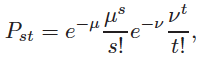 $P_{st} = e^{-\mu} \frac{\mu^s}{s!} e^{-\nu} \frac{\nu^t}{t!},$